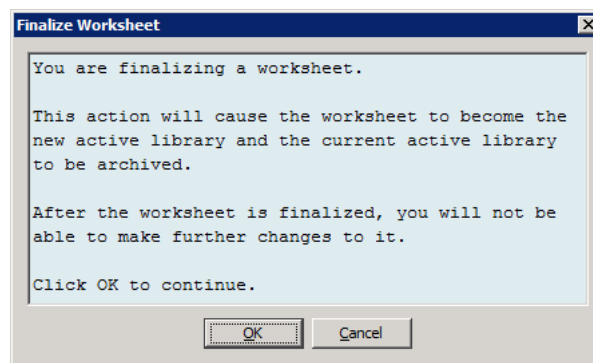 Finalize Worksheet
You are finalizing a worksheet.
This action will cause the worksheet to become the
new active library and the current active library
to be archived.
After the worksheet is finalized, you will not be
able to make further changes to it.
Click OK to continue.
OK
Cancel